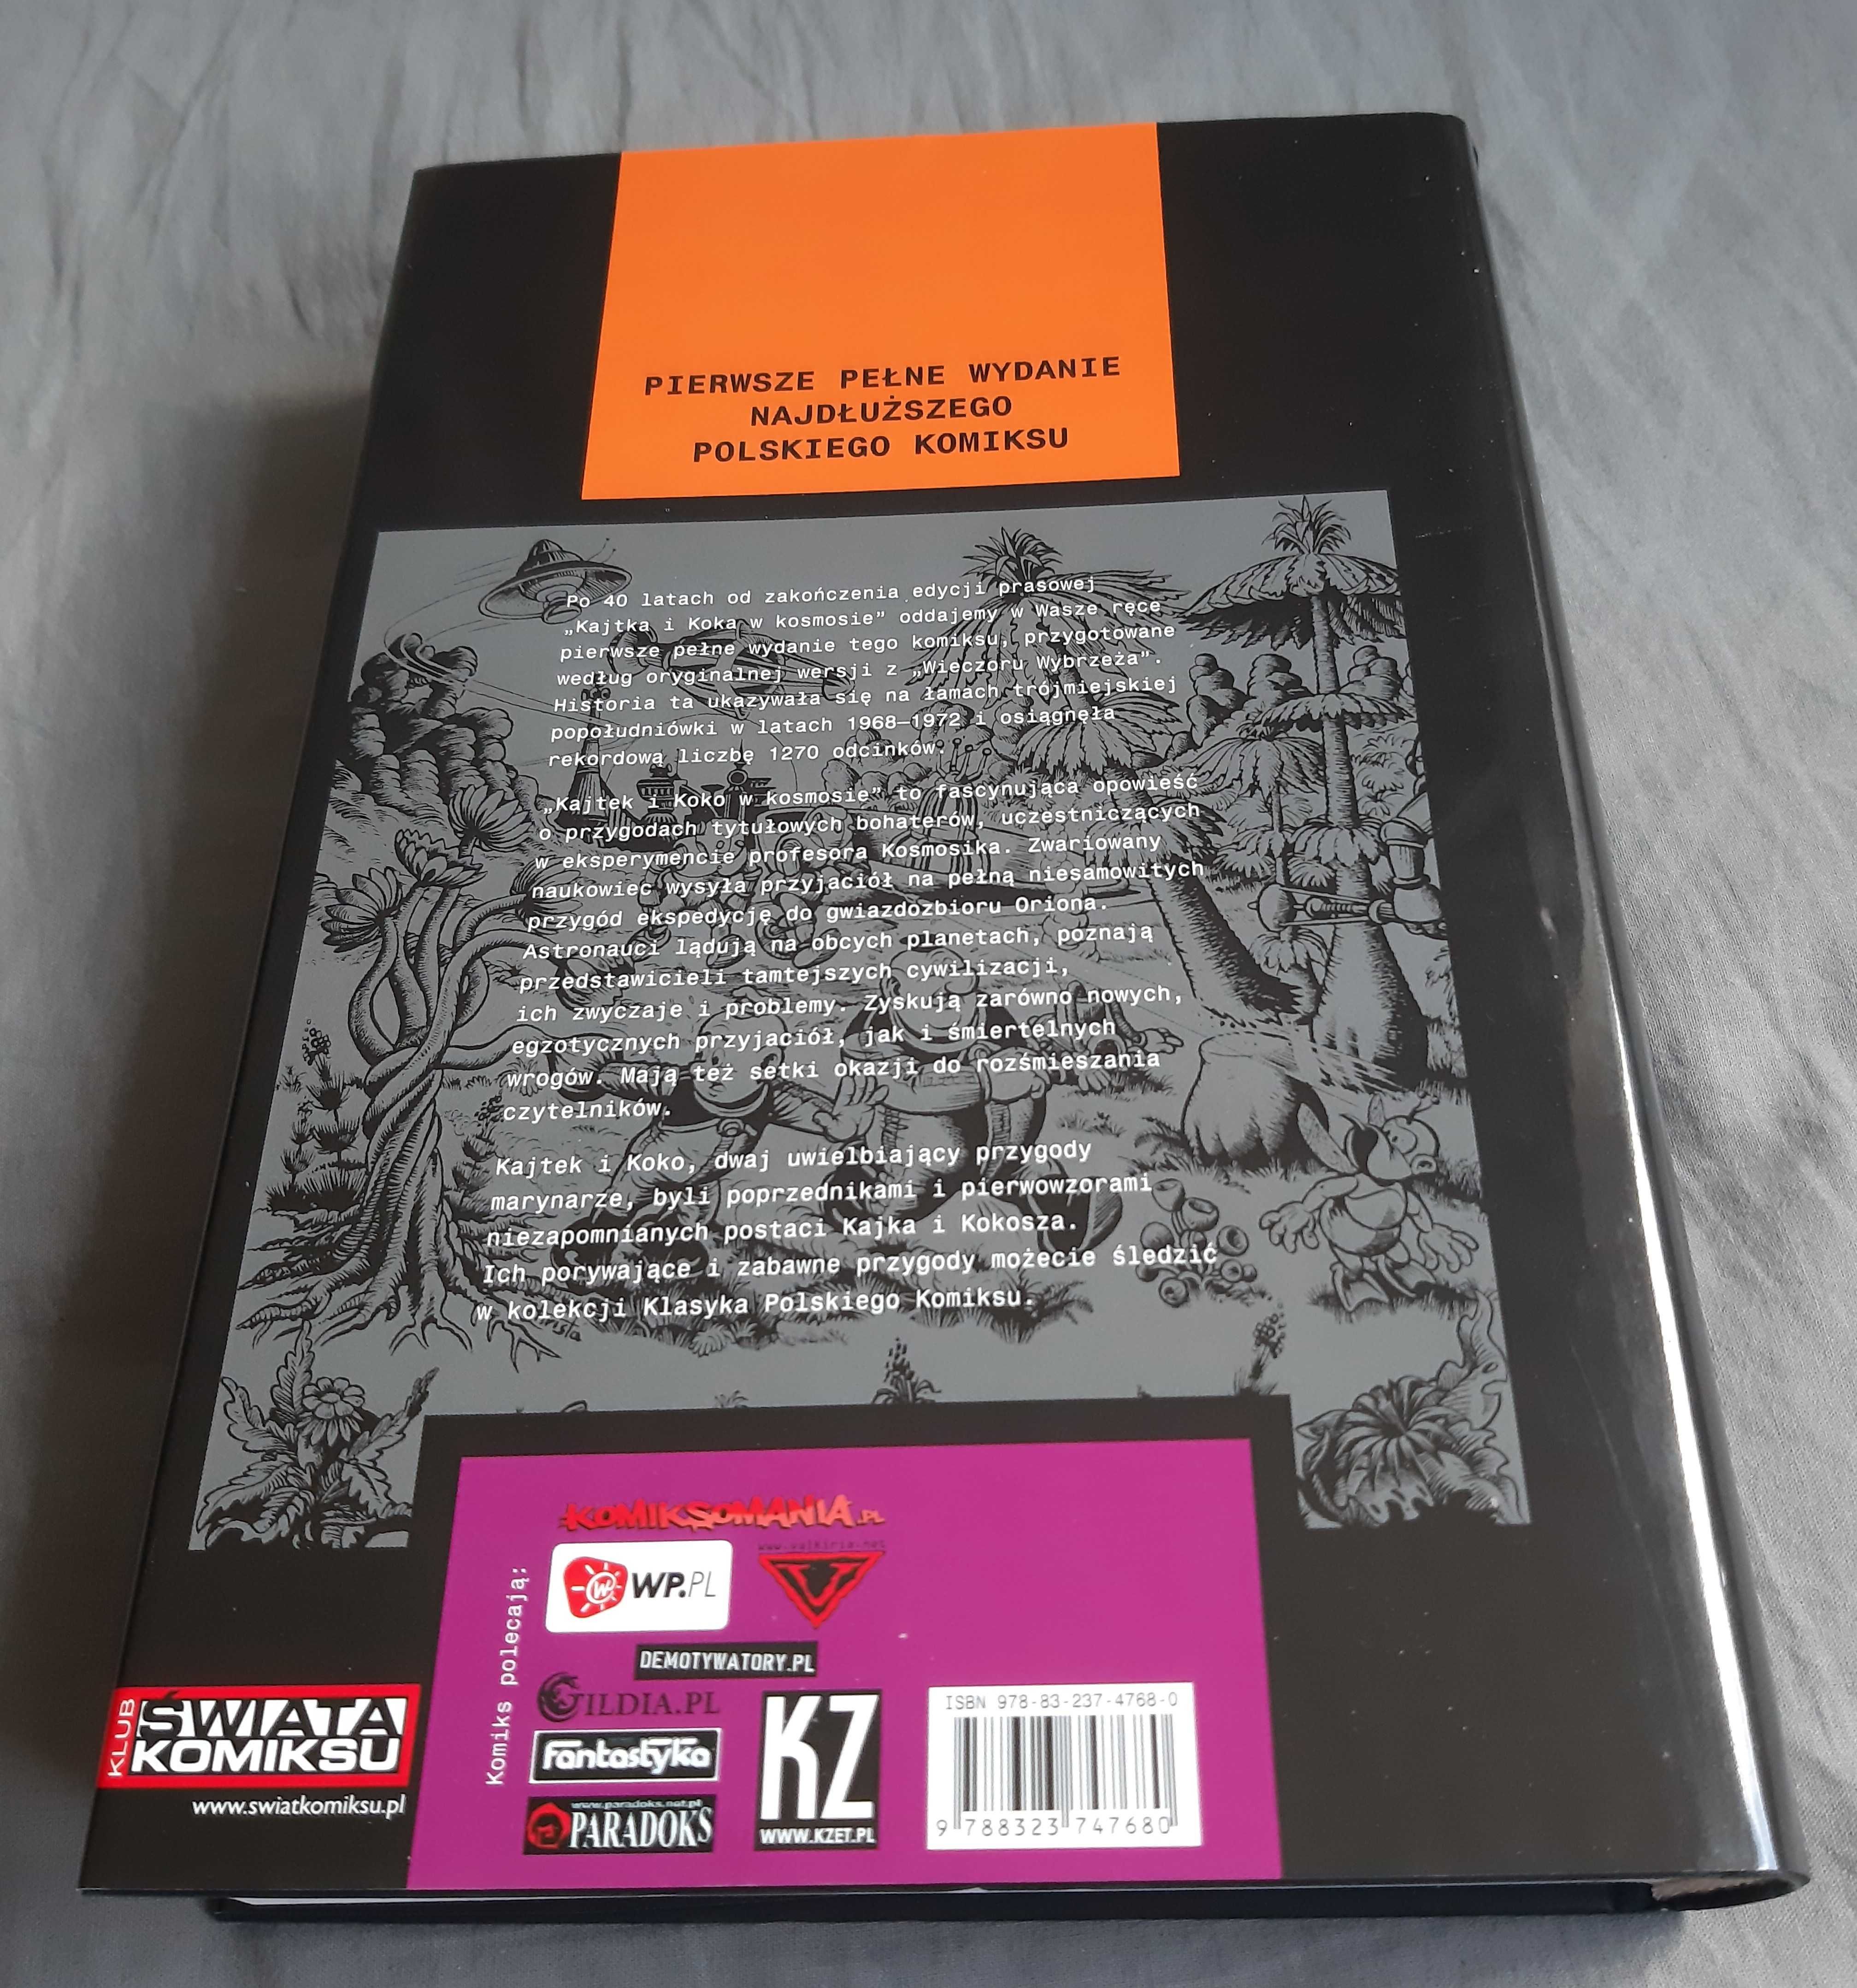 PIERWSZE PEŁNE WYDANIE
NAJDŁUŻSZEGO
POLSKIEGO KOMIKSU
Po 40 latach od zakończenia edycji prasowej
„Kajtka i Koka w kosmosie” oddajemy w Wasze ręce
pierwsze pełne wydanie tego komiksu, przygotowane
według oryginalnej wersji z „Wieczoru Wybrzeża”.
Historia ta ukazywała się na łamach trójmiejskiej
popołudniówki w latach 1968–1972 i osiągnęła
rekordową liczbę 1270 odcinków.
„Kajtek i Koko w kosmosie” to fascynująca opowieść
o przygodach tytułowych bohaterów, uczestniczących
w eksperymencie profesora Kosmosika. Zwariowany
naukowiec wysyła przyjaciół na pełną niesamowitych
przygód ekspedycję do gwiazdozbioru Oriona.
Astronauci lądują na obcych planetach, poznają
przedstawicieli tamtejszych cywilizacji,
ich zwyczaje i problemy. Zyskują zarówno nowych,
egzotycznych przyjaciół, jak i śmiertelnych
wrogów. Mają też setki okazji do rozśmieszania
czytelników.
Kajtek i Koko, dwaj uwielbiający przygody
marynarze, byli poprzednikami i pierwowzorami
niezapomnianych postaci Kajka i Kokosza.
Ich porywające i zabawne przygody możecie śledzić
w kolekcji Klasyka Polskiego Komiksu.
Christa
Komiks polecają:
KOMIKSOMANIA.PL
www.valkiria.net
V
W WP.PL
DEMOTYWATORY.PL
GILDIA.PL
Fantastyka
www.paradoks.net.pl
PARADOKS
KZ
WWW.KZET.PL
ISBN 978-83-237-4768-0
9 788323 747680
KLUB
ŚWIATA
KOMIKSU
www.swiatkomiksu.pl